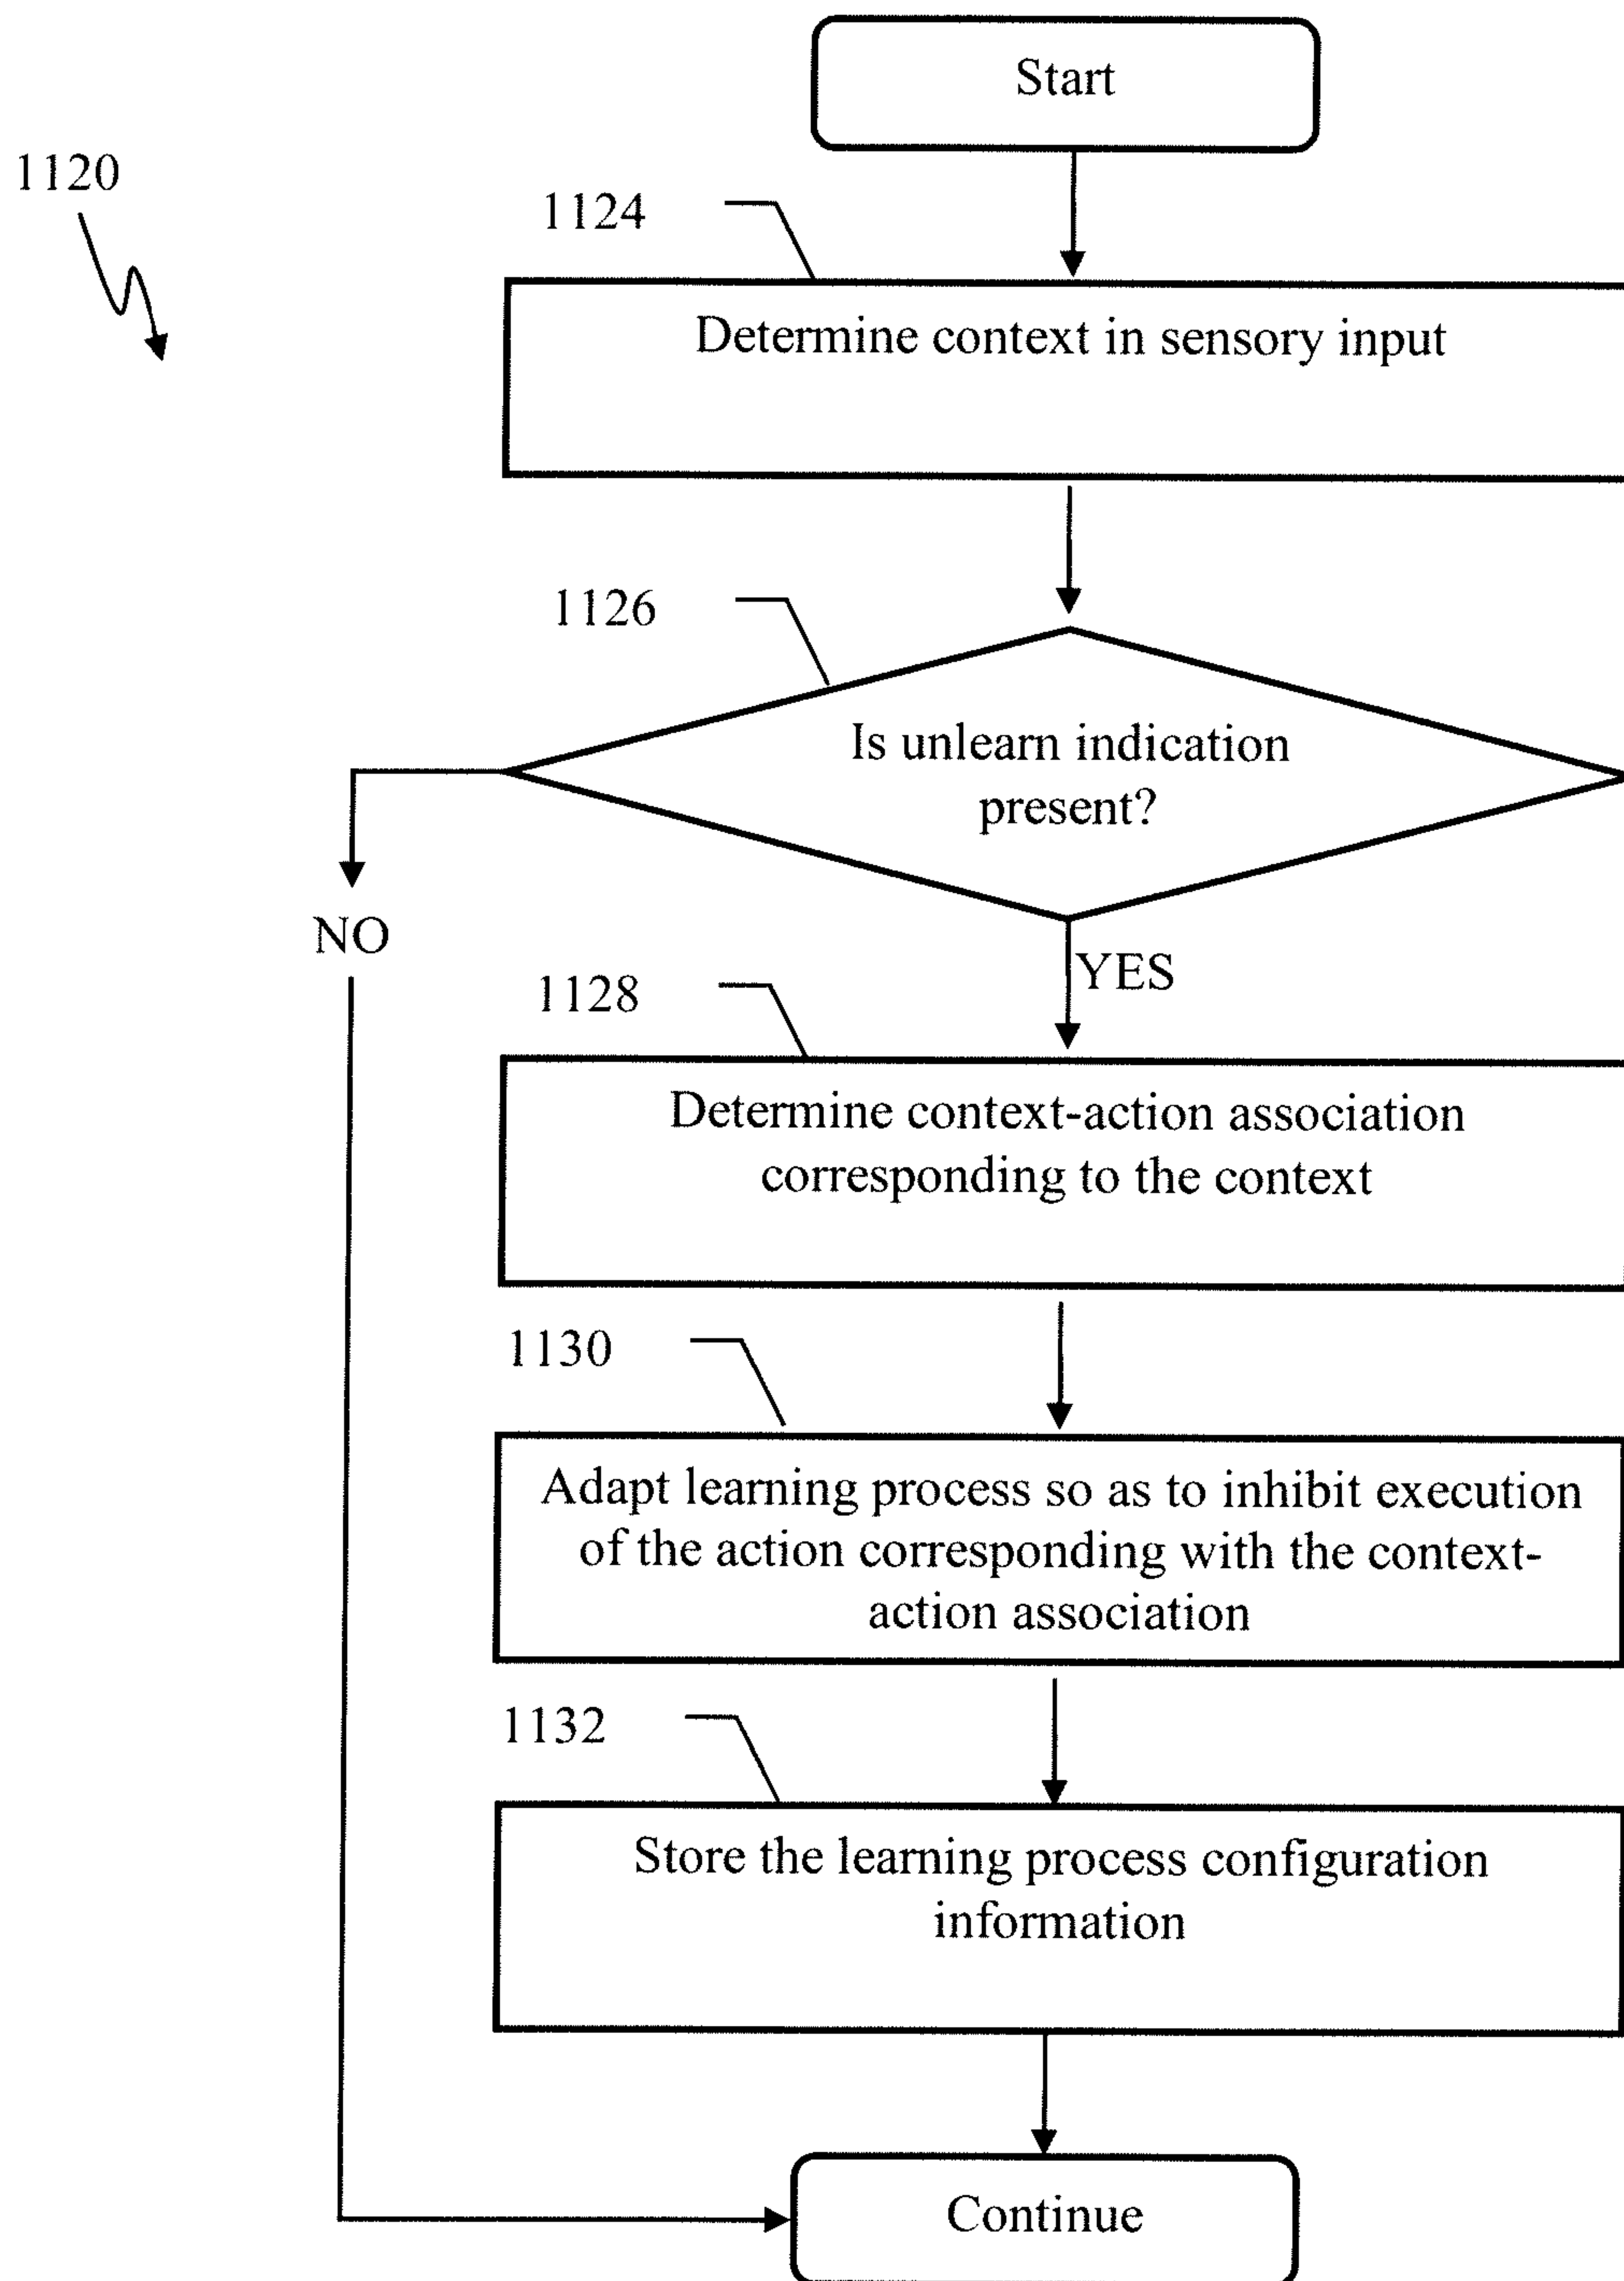 Start
1120
1124
Determine context in sensory input
1126
Is unlearn indication
present?
NO
YES
1128
Determine context-action association
corresponding to the context
1130
Adapt learning process so as to inhibit execution
of the action corresponding with the context-
action association
1132
Store the learning process configuration
information
Continue